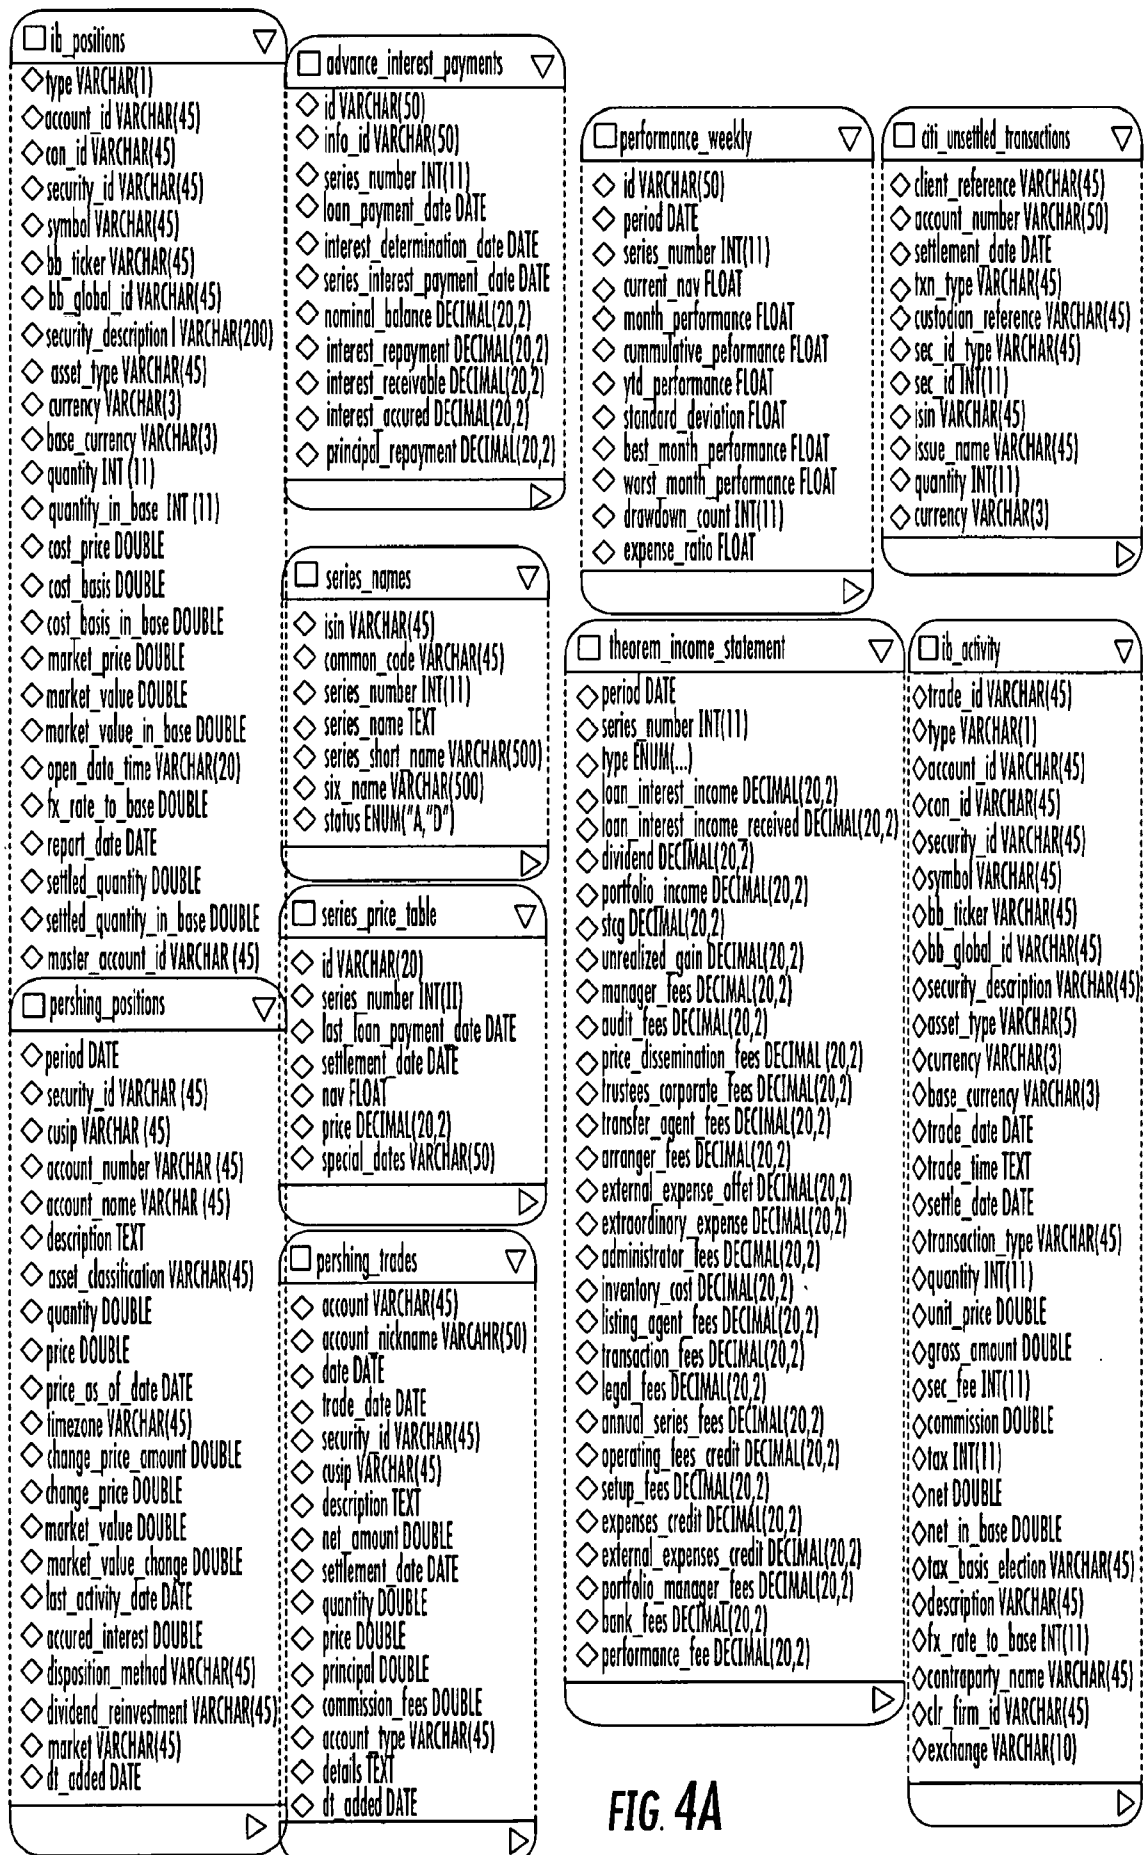 ib_positions
type VARCHAR(1)
account_id VARCHAR(45)
con_id VARCHAR(45)
security_id VARCHAR(45)
symbol VARCHAR(45)
bb_ticker VARCHAR(45)
bb_global_id VARCHAR(45)
security_description | VARCHAR(200)
asset_type VARCHAR(45)
currency VARCHAR(3)
base_currency VARCHAR(3)
quantity INT (11)
quantity_in_base INT (11)
cost_price DOUBLE
cost_basis DOUBLE
cost_basis_in_base DOUBLE
market_price DOUBLE
market_value DOUBLE
market_value_in_base DOUBLE
open_data_time VARCHAR(20)
fx_rate_to_base DOUBLE
report_date DATE
settled_quantity DOUBLE
settled_quantity_in_base DOUBLE
master_account_id VARCHAR (45)
pershing_positions
period DATE
security_id VARCHAR (45)
cusip VARCHAR (45)
account_number VARCHAR (45)
account_name VARCHAR (45)
description TEXT
asset_classification VARCHAR(45)
quantity DOUBLE
price DOUBLE
price_as_of_date DATE
timezone VARCHAR(45)
change_price_amount DOUBLE
change_price DOUBLE
market_value DOUBLE
market_value_change DOUBLE
last_activity_date DATE
accured_interest DOUBLE
disposition_method VARCHAR(45)
dividend_reinvestment VARCHAR(45)
market VARCHAR(45)
dt_added DATE
advance_interest_payments
id VARCHAR(50)
info_id VARCHAR(50)
series_number INT(11)
loan_payment_date DATE
interest_determination_date DATE
series_interest_payment_date DATE
nominal_balance DECIMAL(20,2)
interest_repayment DECIMAL(20,2)
interest_receivable DECIMAL(20,2)
interest_accured DECIMAL(20,2)
principal_repayment DECIMAL(20,2)
series_names
isin VARCHAR(45)
common_code VARCHAR(45)
series_number INT(11)
series_name TEXT
series_short_name VARCHAR(500)
six_name VARCHAR(500)
status ENUM("A,"D")
series_price_table
id VARCHAR(20)
series_number INT(II)
last_loan_payment_date DATE
settlement_date DATE
nav FLOAT
price DECIMAL(20,2)
special_dates VARCHAR(50)
pershing_trades
account VARCHAR(45)
account_nickname VARCAHR(50)
date DATE
trade_date DATE
security_id VARCHAR(45)
cusip VARCHAR(45)
description TEXT
net_amount DOUBLE
settlement_date DATE
quantity DOUBLE
price DOUBLE
principal DOUBLE
commission_fees DOUBLE
account_type VARCHAR(45)
details TEXT
dt_added DATE
performance_weekly
id VARCHAR(50)
period DATE
series_number INT(11)
current_nav FLOAT
month_performance FLOAT
cummulative_peformance FLOAT
ytd_performance FLOAT
standard_deviation FLOAT
best_month_performance FLOAT
worst_month_performance FLOAT
drawdown_count INT(11)
expense_ratio FLOAT
citi_unsettled_transactions
client_reference VARCHAR(45)
account_number VARCHAR(50)
settlement_date DATE
txn_type VARCHAR(45)
custodian_reference VARCHAR(45)
sec_id_type VARCHAR(45)
sec_id INT(11)
isin VARCHAR(45)
issue_name VARCHAR(45)
quantity INT(11)
currency VARCHAR(3)
theorem_income_statement
period DATE
series_number INT(11)
type ENUM(...)
loan_interest_income DECIMAL(20,2)
loan_interest_income_received DECIMAL(20,2)
dividend DECIMAL(20,2)
portfolio_income DECIMAL(20,2)
stcg DECIMAL(20,2)
unrealized_gain DECIMAL(20,2)
manager_fees DECIMAL(20,2)
audit_fees DECIMAL(20,2)
price_dissemination_fees DECIMAL (20,2)
trustees_corporate_fees DECIMAL(20,2)
transfer_agent_fees DECIMAL(20,2)
arranger_fees DECIMAL(20,2)
external_expense_offet DECIMAL(20,2)
extraordinary_expense DECIMAL(20,2)
administrator_fees DECIMAL(20,2)
inventory_cost DECIMAL(20,2)
listing_agent_fees DECIMAL(20,2)
transaction_fees DECIMAL(20,2)
legal_fees DECIMAL(20,2)
annual_series_fees DECIMAL(20,2)
operating_fees_credit DECIMAL(20,2)
setup_fees DECIMAL(20,2)
expenses_credit DECIMAL(20,2)
external_expenses_credit DECIMAL(20,2)
portfolio_manager_fees DECIMAL(20,2)
bank_fees DECIMAL(20,2)
performance_fee DECIMAL(20,2)
ib_activity
trade_id VARCHAR(45)
type VARCHAR(1)
account_id VARCHAR(45)
con_id VARCHAR(45)
security_id VARCHAR(45)
symbol VARCHAR(45)
bb_ticker VARCHAR(45)
bb_global_id VARCHAR(45)
security_description VARCHAR(45)
asset_type VARCHAR(5)
currency VARCHAR(3)
base_currency VARCHAR(3)
trade_date DATE
trade_time TEXT
settle_date DATE
transaction_type VARCHAR(45)
quantity INT(11)
unit_price DOUBLE
gross_amount DOUBLE
sec_fee INT(11)
commission DOUBLE
tax INT(11)
net DOUBLE
net_in_base DOUBLE
tax_basis_election VARCHAR(45)
description VARCHAR(45)
fx_rate_to_base INT(11)
contraparty_name VARCHAR(45)
clr_firm_id VARCHAR(45)
exchange VARCHAR(10)
FIG. 4A